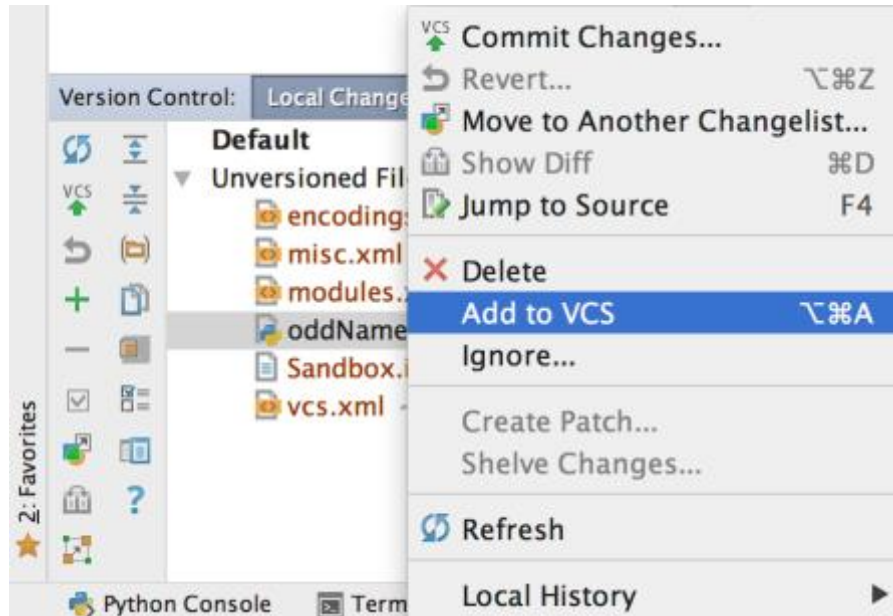 Version Control: Local Change
Default
Unversioned Fil
encodings
misc.xml
modules.x
oddName
Sandbox.i
vcs.xml
VCS
2: Favorites
Python Console Term
VCS Commit Changes...
Revert... ⌥⌘Z
Move to Another Changelist...
Show Diff ⌘D
Jump to Source F4
Delete
Add to VCS ⌥⌘A
Ignore...
Create Patch...
Shelve Changes...
Refresh
Local History